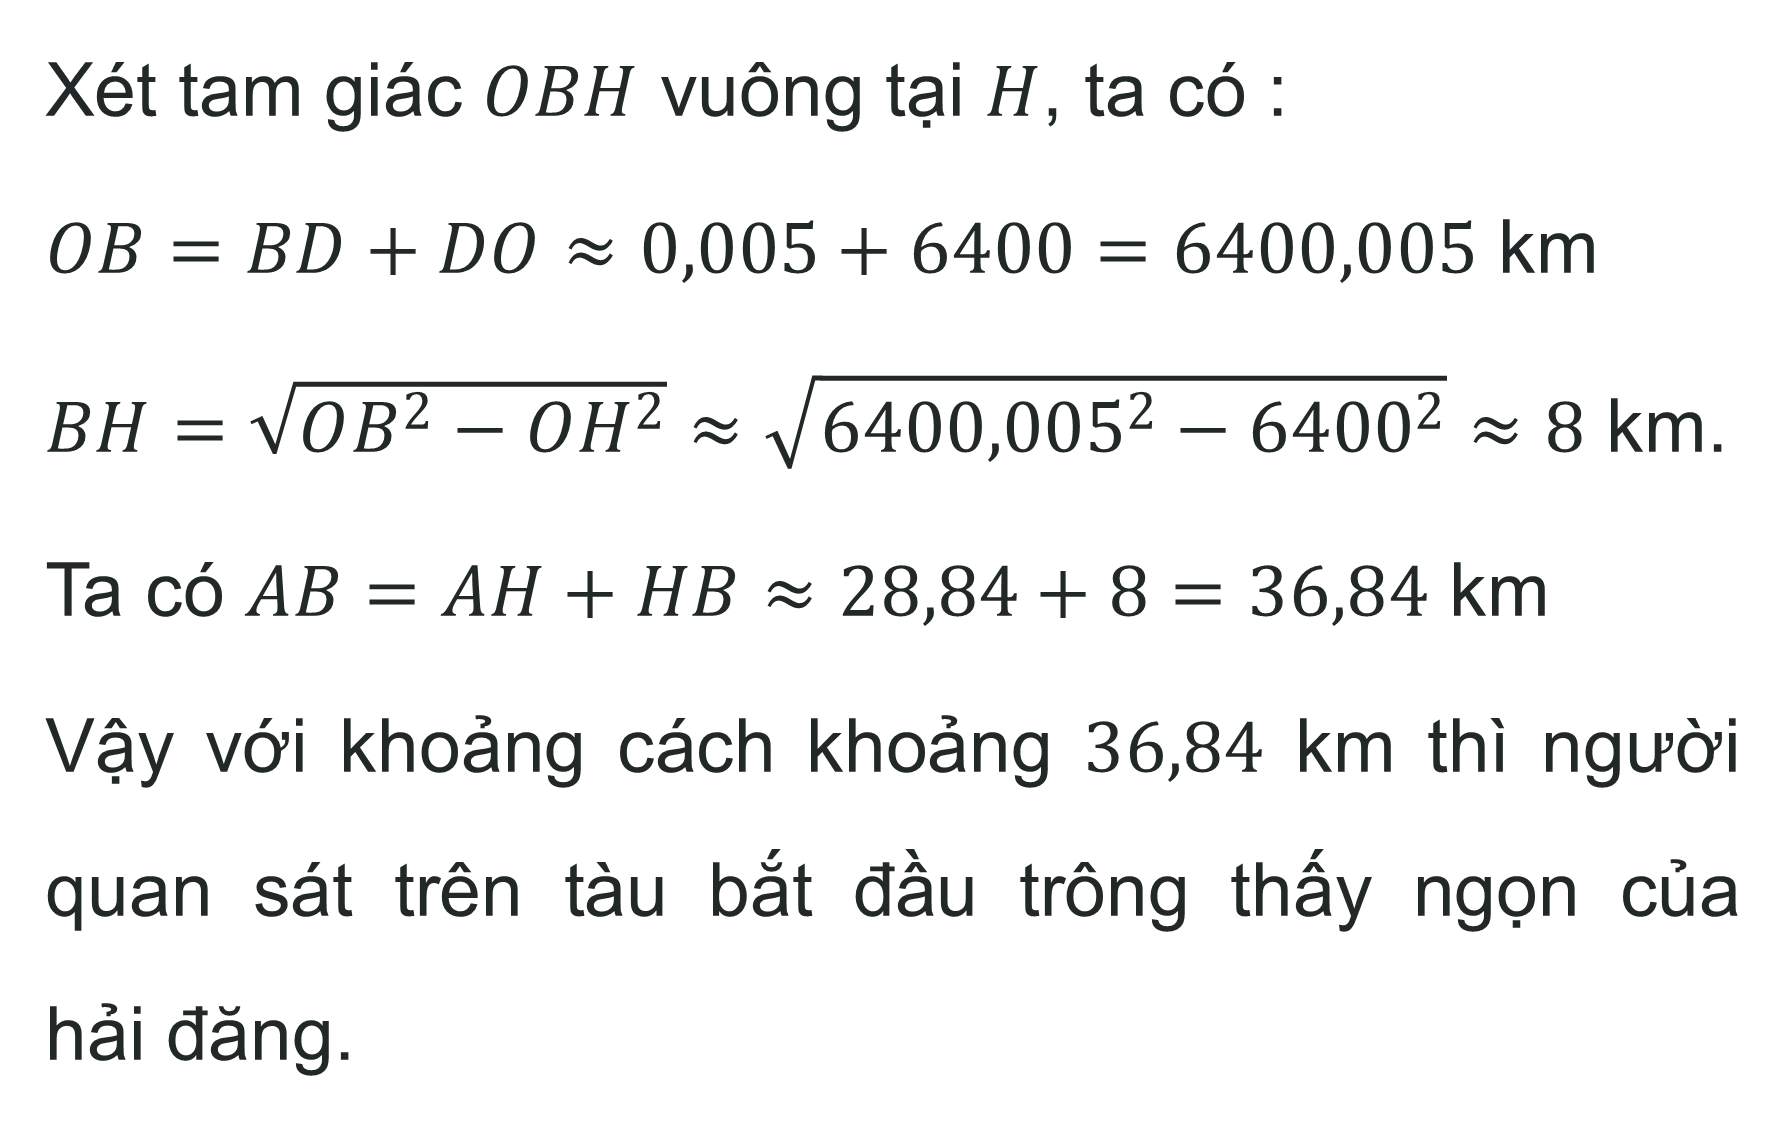 Xét tam giác OBH vuông tại H, ta có :
OB = BD + DO ≈ 0,005 + 6400 = 6400,005 km
BH = √(OB² − OH²) ≈ √(6400,005² − 6400²) ≈ 8 km.
Ta có AB = AH + HB ≈ 28,84 + 8 = 36,84 km
Vậy với khoảng cách khoảng 36,84 km thì người
quan sát trên tàu bắt đầu trông thấy ngọn của
hải đăng.